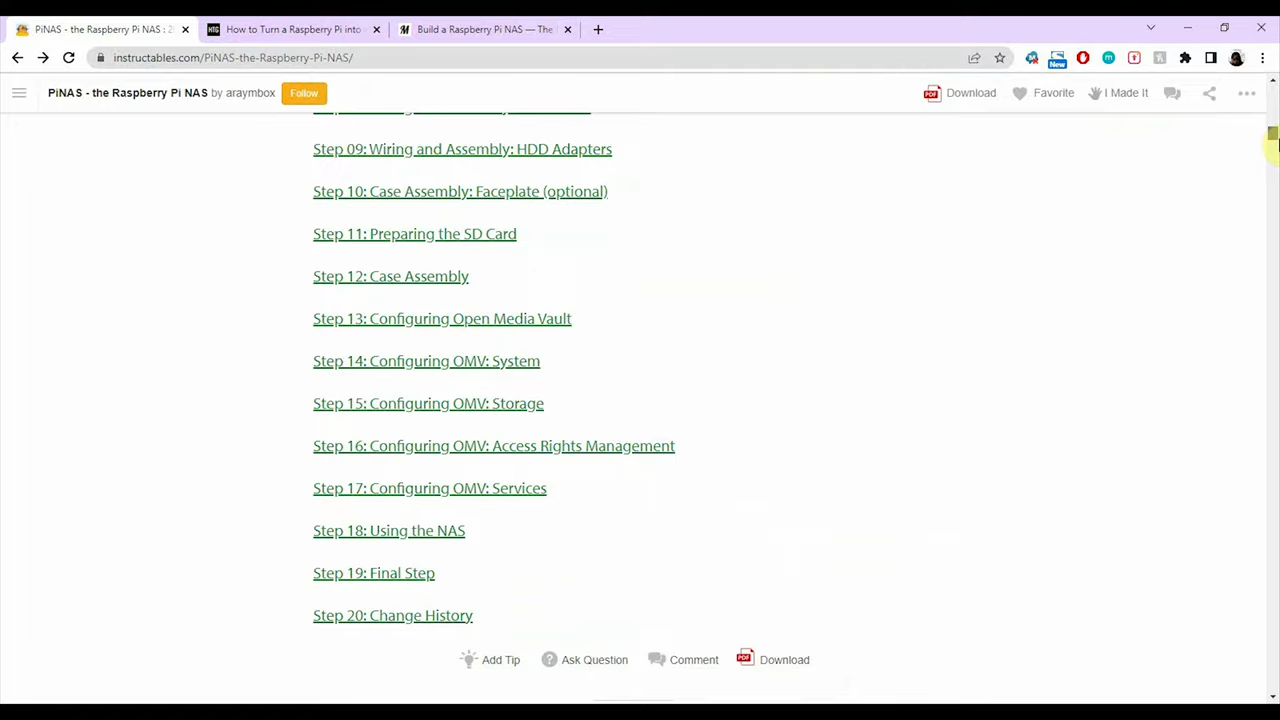 PiNAS - the Raspberry Pi NAS : 2
How to Turn a Raspberry Pi into
Build a Raspberry Pi NAS — The
instructables.com/PiNAS-the-Raspberry-Pi-NAS/
New
PiNAS - the Raspberry Pi NAS by araymbox
Follow
Download
Favorite
I Made It
Step 09: Wiring and Assembly: HDD Adapters
Step 10: Case Assembly: Faceplate (optional)
Step 11: Preparing the SD Card
Step 12: Case Assembly
Step 13: Configuring Open Media Vault
Step 14: Configuring OMV: System
Step 15: Configuring OMV: Storage
Step 16: Configuring OMV: Access Rights Management
Step 17: Configuring OMV: Services
Step 18: Using the NAS
Step 19: Final Step
Step 20: Change History
Add Tip
Ask Question
Comment
Download